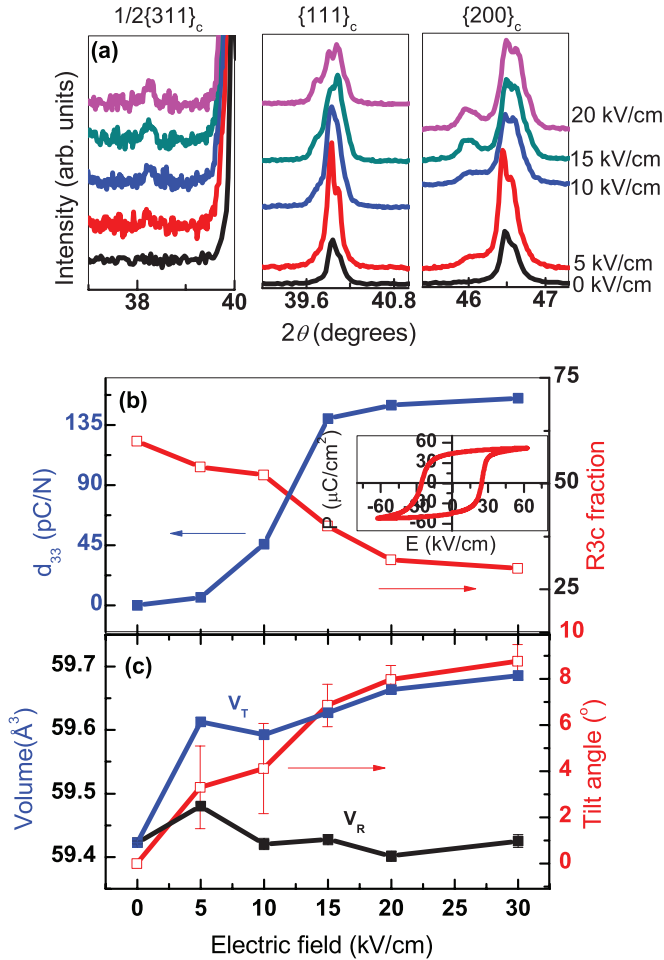 1/2{311}c {111}c {200}c
(a)
Intensity (arb. units)
20 kV/cm
15 kV/cm
10 kV/cm
5 kV/cm
0 kV/cm
38 40 39.6 40.8 46 47
2θ (degrees)
(b)
135
90
45
0
d33 (pC/N)
75
50
25
10
R3c fraction
P (μC/cm2)
60
30
0
-30
-60
-60 -30 0 30 60
E (kV/cm)
(c)
59.7
59.6
59.5
59.4
Volume(Å3)
VT
VR
8
6
4
2
0
Tilt angle (o)
0 5 10 15 20 25 30
Electric field (kV/cm)